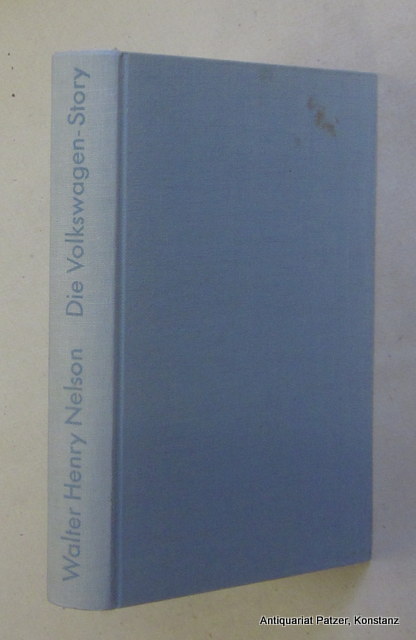 Walter Henry Nelson Die Volkswagen-Story
Antiquariat Patzer, Konstanz